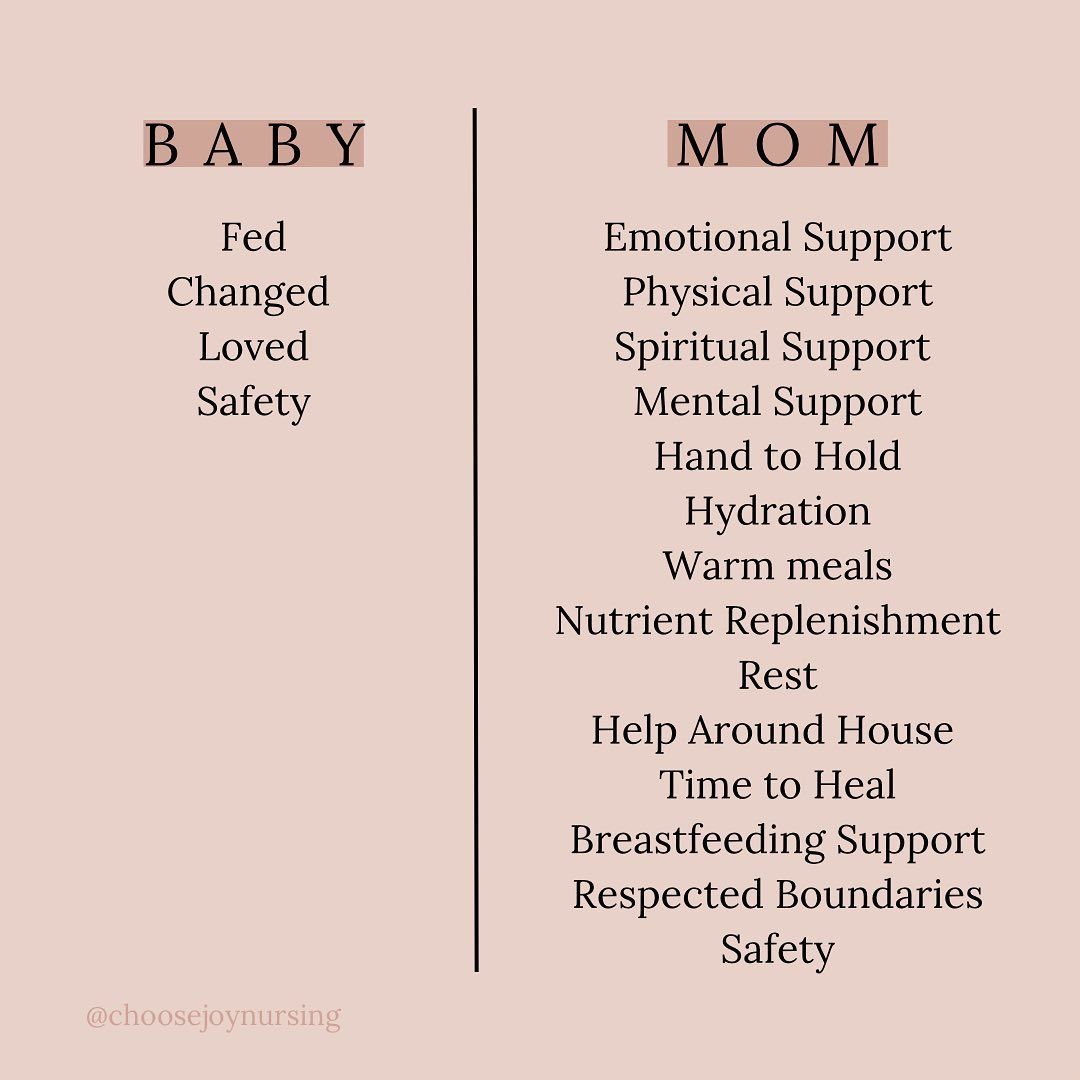 B A B Y
Fed
Changed
Loved
Safety
M O M
Emotional Support
Physical Support
Spiritual Support
Mental Support
Hand to Hold
Hydration
Warm meals
Nutrient Replenishment
Rest
Help Around House
Time to Heal
Breastfeeding Support
Respected Boundaries
Safety
@choosejoynursing